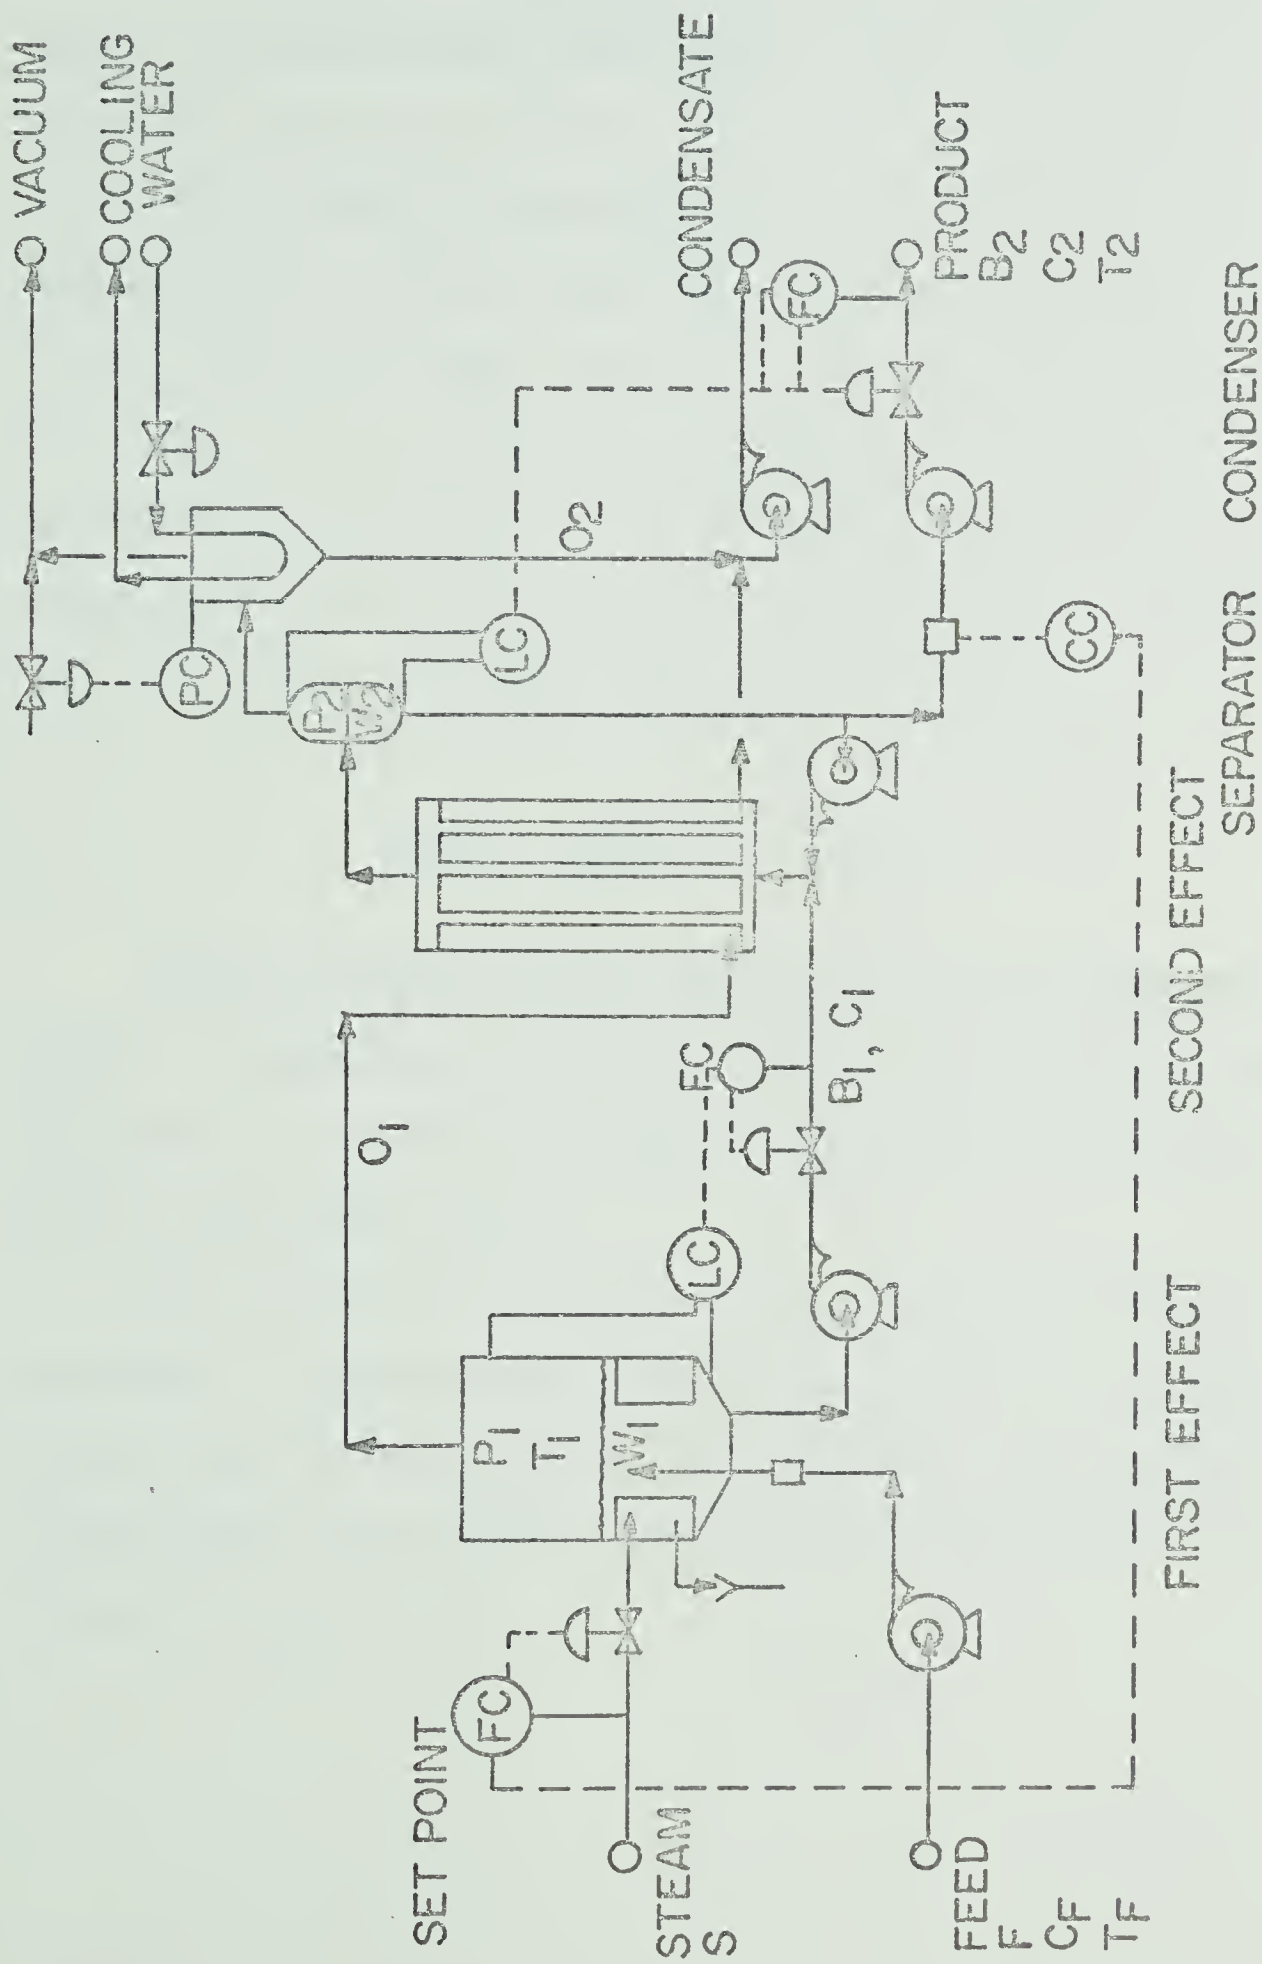 VACUUM
COOLING
WATER
PC
P2
W2
LC
O2
CONDENSATE
FC
PRODUCT
B2
C2
T2
CC
O1
P1
T1
W1
LC
FC
B1, C1
SET POINT
FC
STEAM
S
FEED
F
CF
TF
FIRST EFFECT
SECOND EFFECT
SEPARATOR
CONDENSER